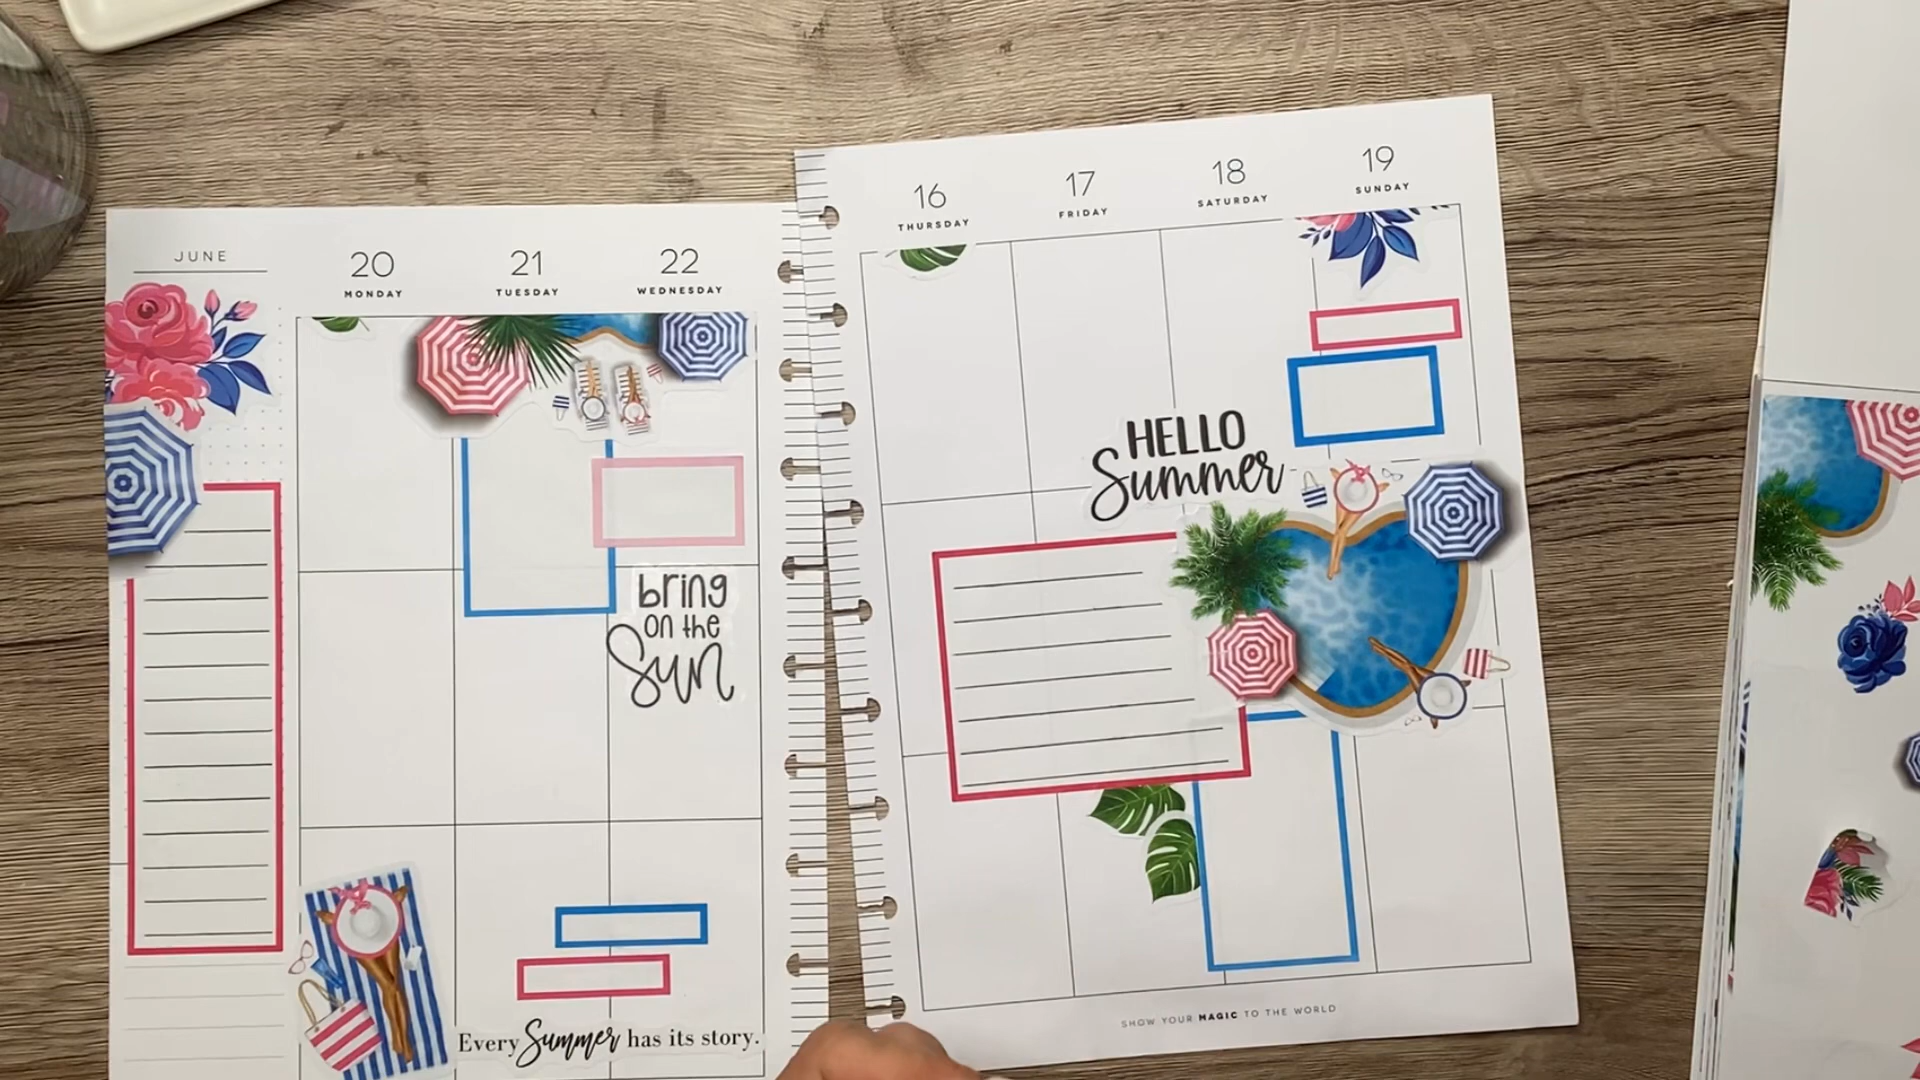 JUNE
20
MONDAY
21
TUESDAY
22
WEDNESDAY
bring
on the
Sun
Every Summer has its story.
16
THURSDAY
17
FRIDAY
18
SATURDAY
19
SUNDAY
HELLO
Summer
SHOW YOUR MAGIC TO THE WORLD